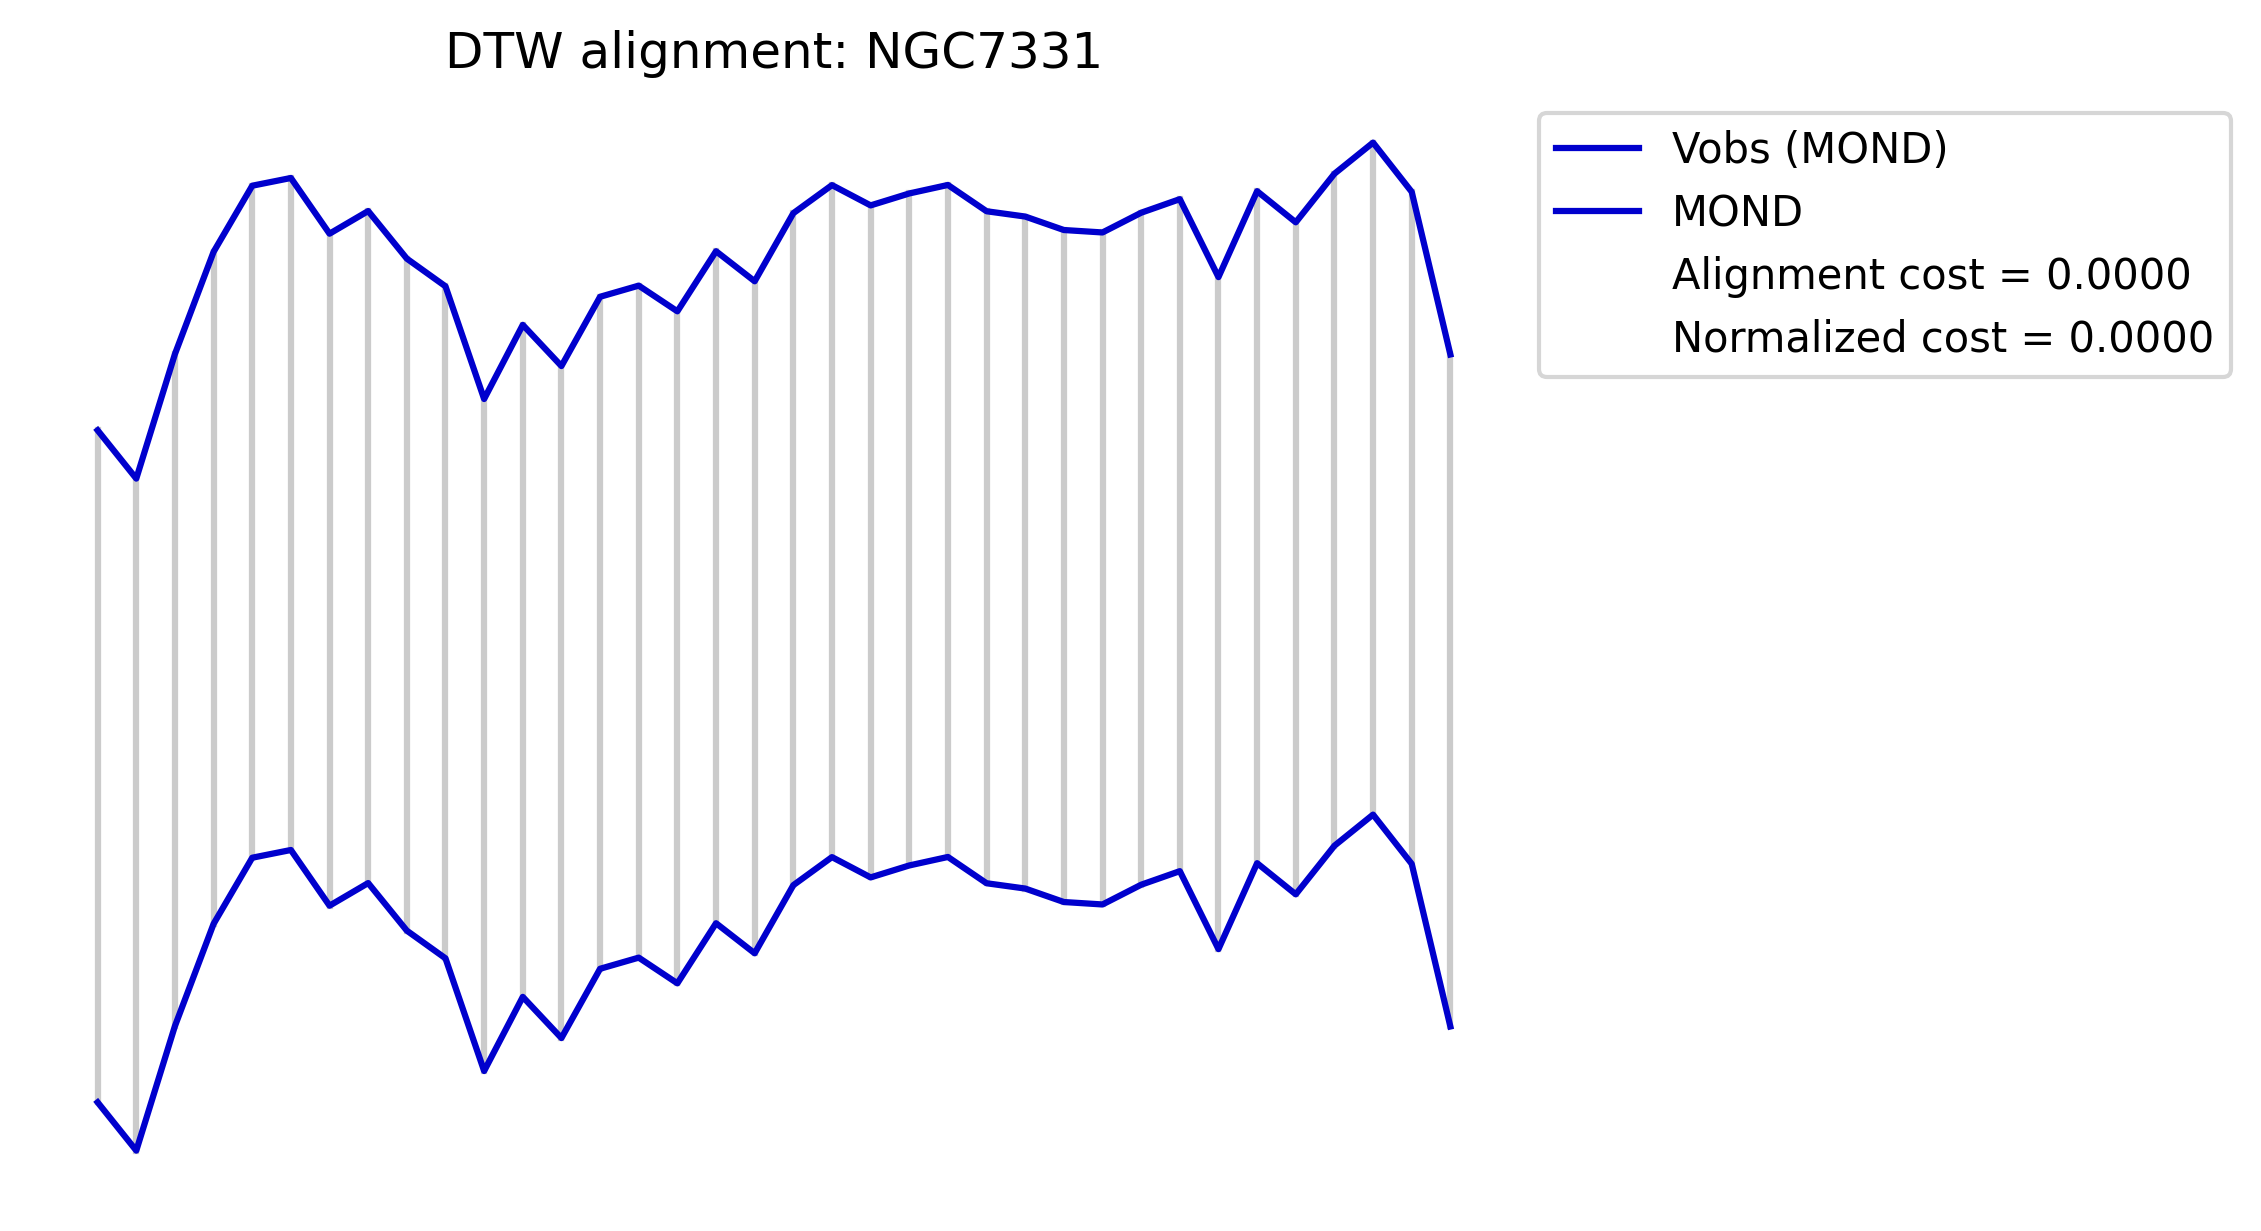 DTW alignment: NGC7331
Vobs (MOND)
MOND
Alignment cost = 0.0000
Normalized cost = 0.0000